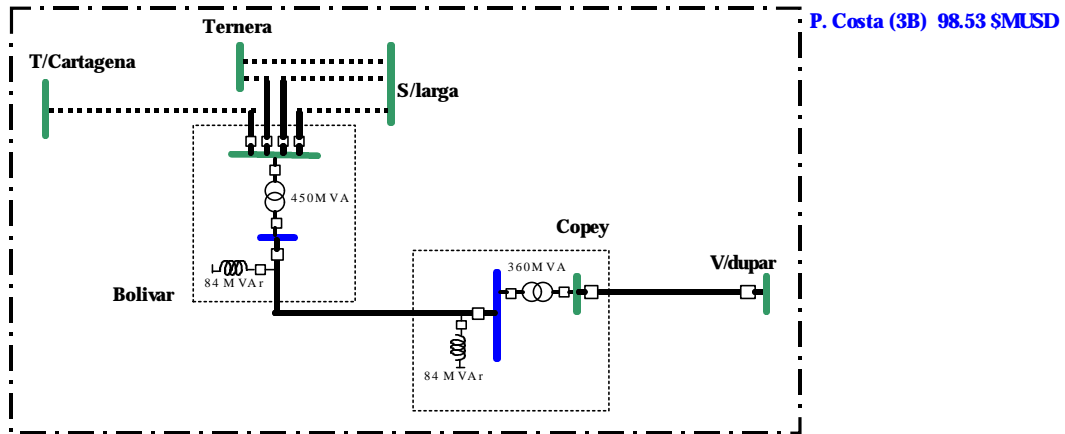 P. Costa (3B) 98.53 $MUSD
Ternera
T/Cartagena
S/larga
450MVA
Copey
360MVA
V/dupar
84 MVAr
Bolivar
84 MVAr